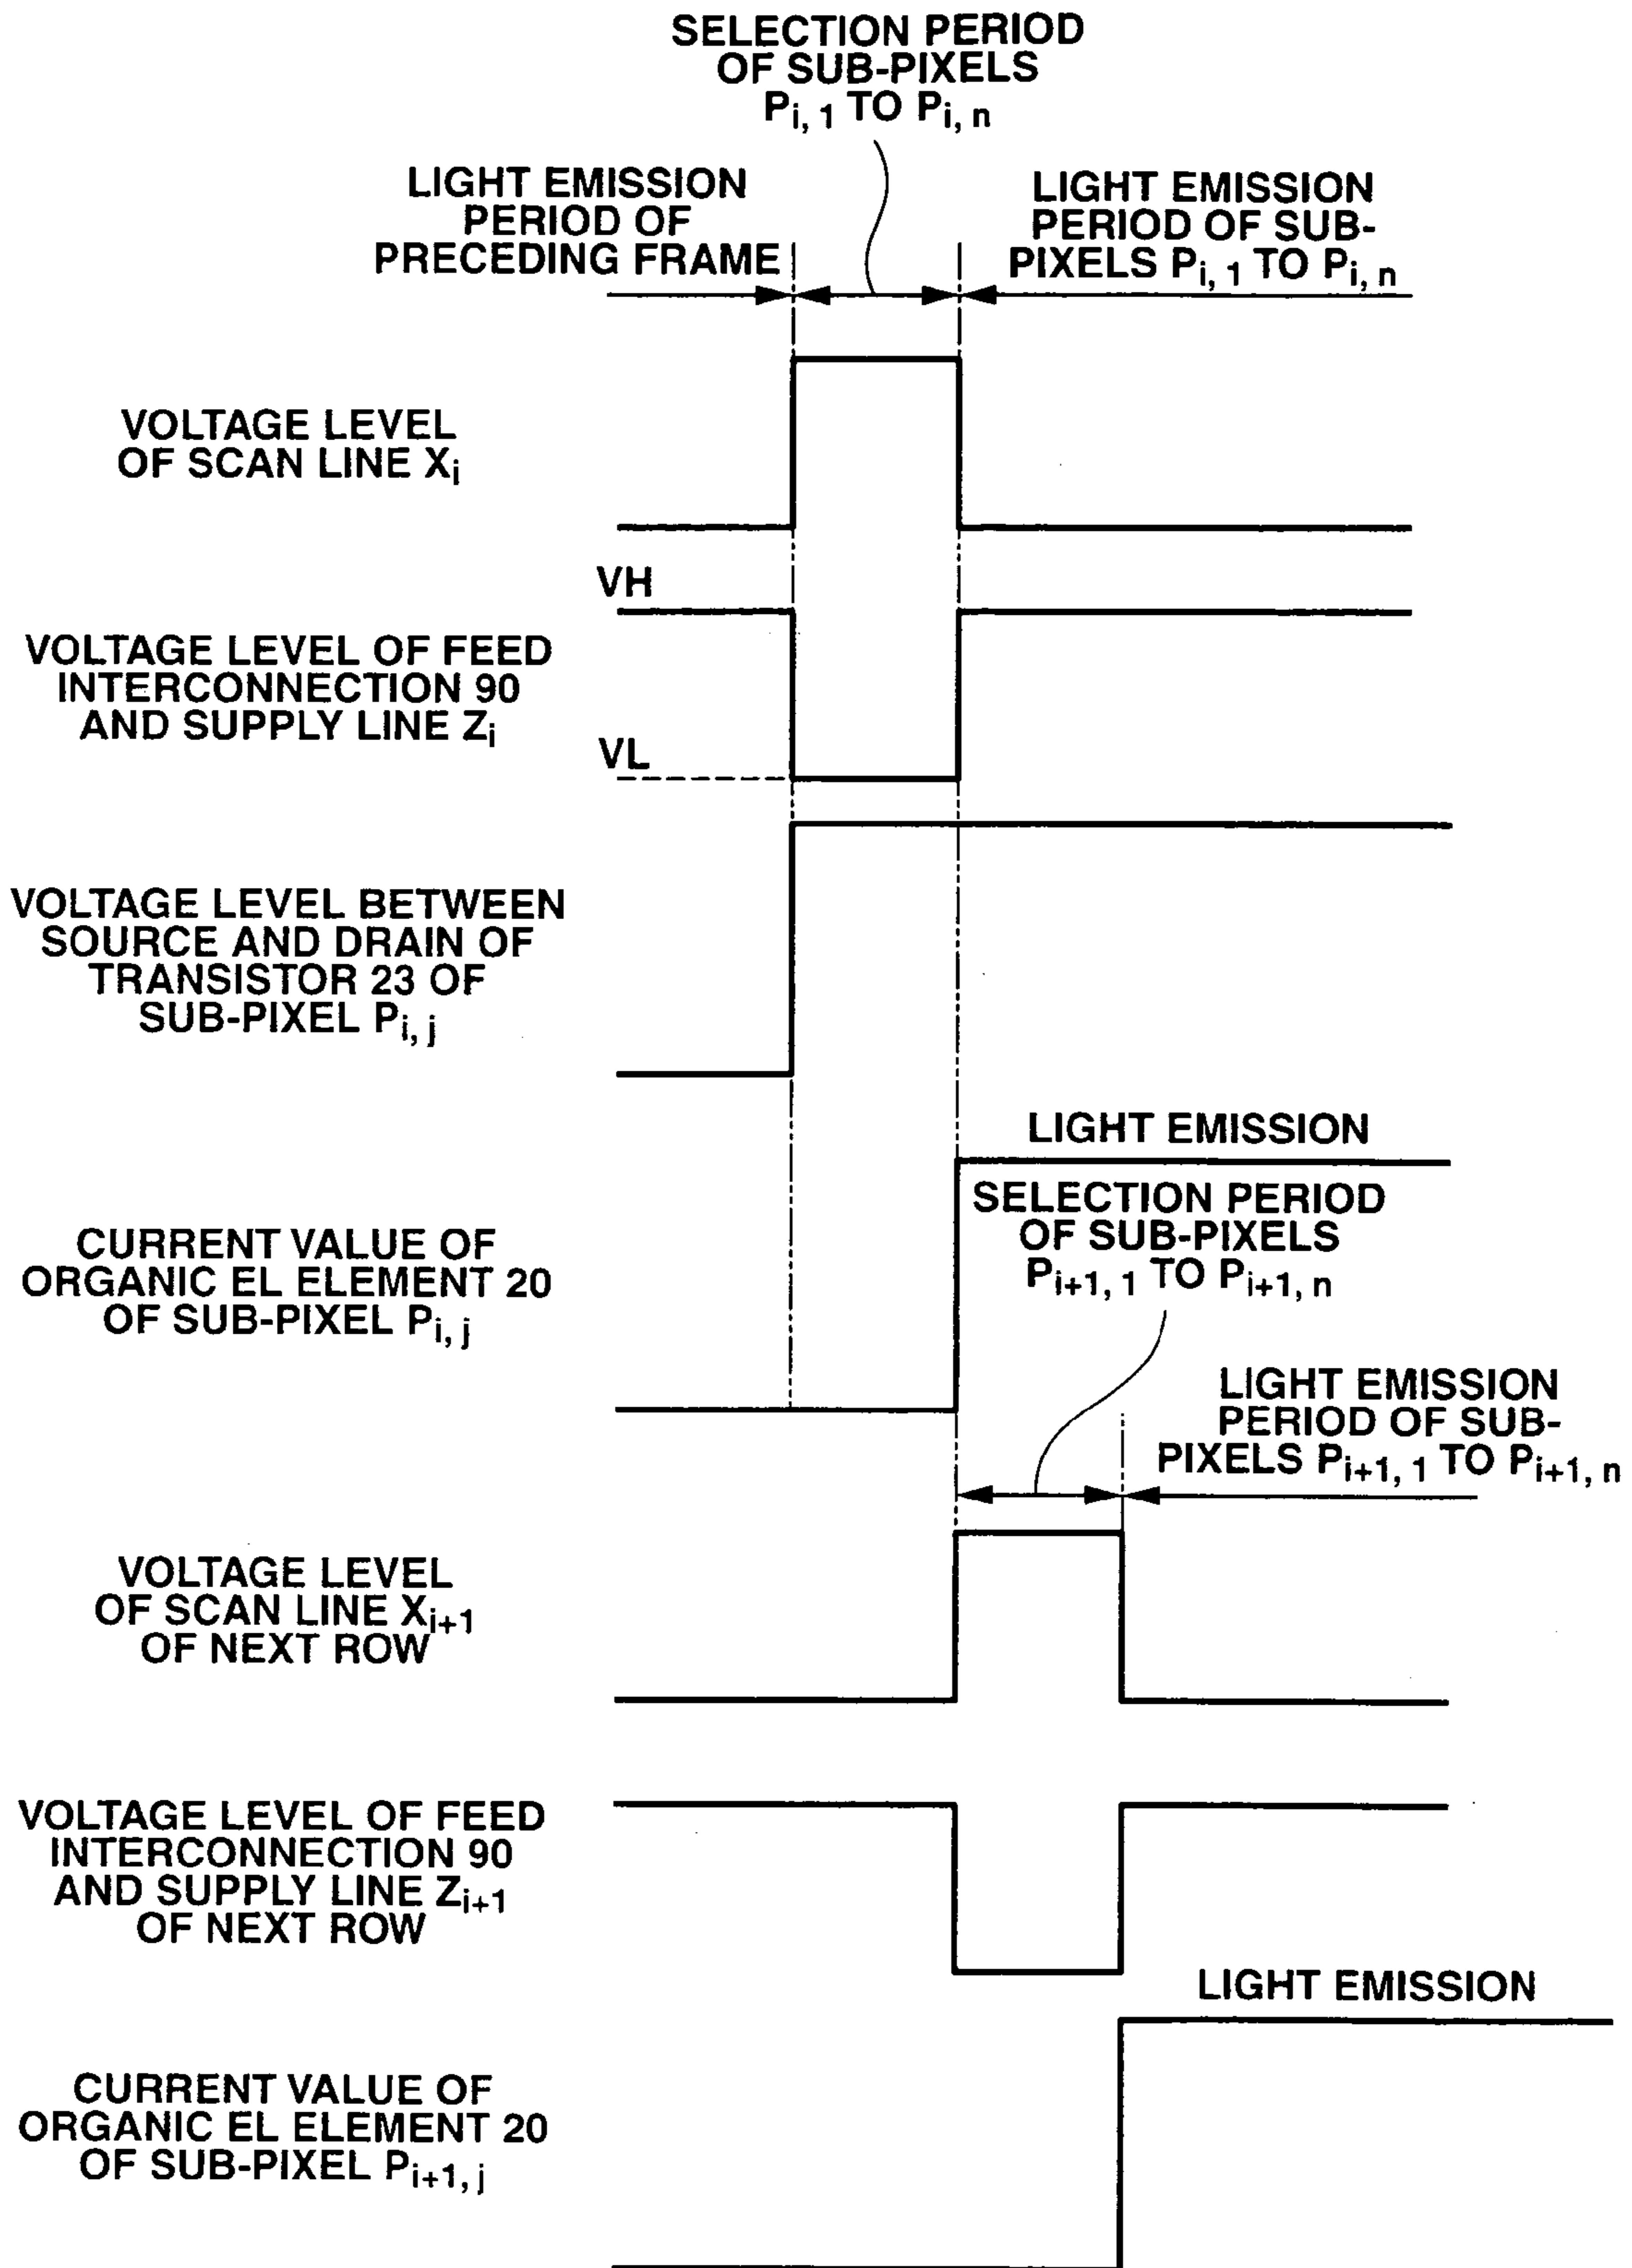 SELECTION PERIOD
OF SUB-PIXELS
Pi, 1 TO Pi, n
LIGHT EMISSION
PERIOD OF
PRECEDING FRAME
LIGHT EMISSION
PERIOD OF SUB-
PIXELS Pi, 1 TO Pi, n
VOLTAGE LEVEL
OF SCAN LINE Xi
VH
VOLTAGE LEVEL OF FEED
INTERCONNECTION 90
AND SUPPLY LINE Zi
VL
VOLTAGE LEVEL BETWEEN
SOURCE AND DRAIN OF
TRANSISTOR 23 OF
SUB-PIXEL Pi, j
LIGHT EMISSION
SELECTION PERIOD
OF SUB-PIXELS
Pi+1, 1 TO Pi+1, n
CURRENT VALUE OF
ORGANIC EL ELEMENT 20
OF SUB-PIXEL Pi, j
LIGHT EMISSION
PERIOD OF SUB-
PIXELS Pi+1, 1 TO Pi+1, n
VOLTAGE LEVEL
OF SCAN LINE Xi+1
OF NEXT ROW
VOLTAGE LEVEL OF FEED
INTERCONNECTION 90
AND SUPPLY LINE Zi+1
OF NEXT ROW
LIGHT EMISSION
CURRENT VALUE OF
ORGANIC EL ELEMENT 20
OF SUB-PIXEL Pi+1, j